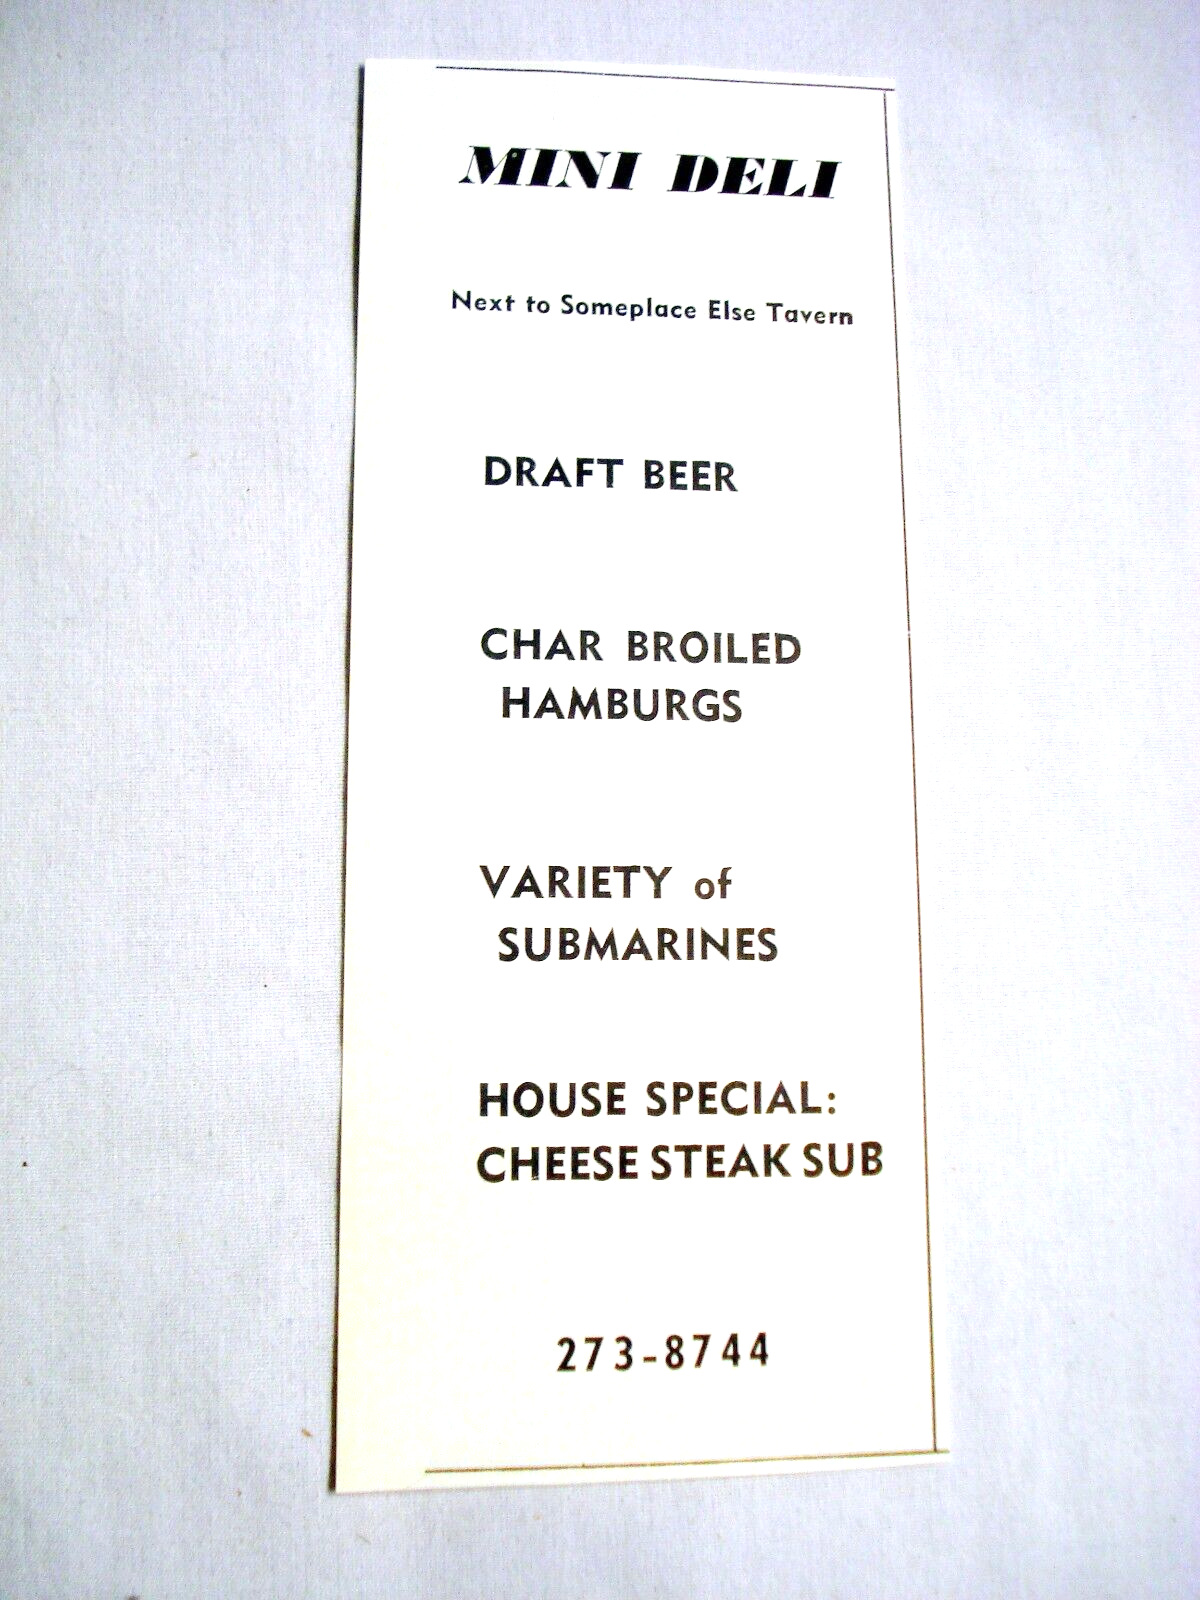 MINI DELI
Next to Someplace Else Tavern
DRAFT BEER
CHAR BROILED
HAMBURGS
VARIETY of
SUBMARINES
HOUSE SPECIAL:
CHEESE STEAK SUB
273-8744